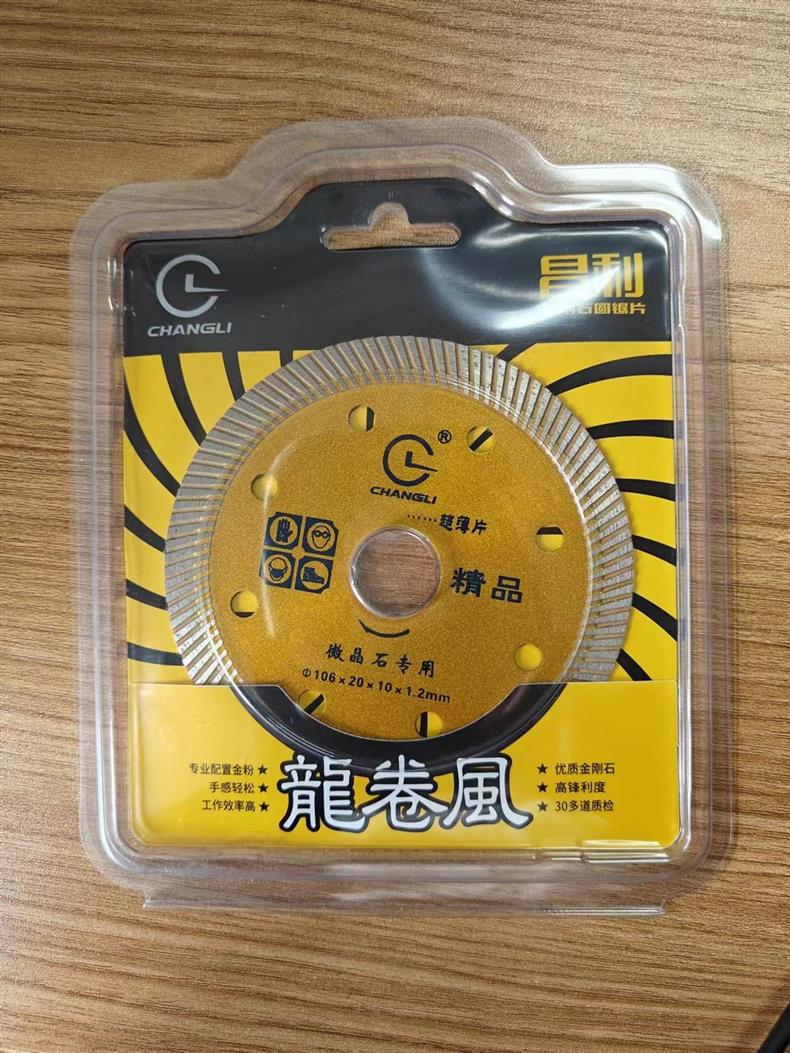 CHANGLI
昌利
石圆锯片
®
CHANGLI
······超薄片
精品
微晶石专用
Φ106×20×10×1.2mm
专业配置金粉★
手感轻松★
工作效率高★
龍卷風
★优质金刚石
★高锋利度
★30多道质检